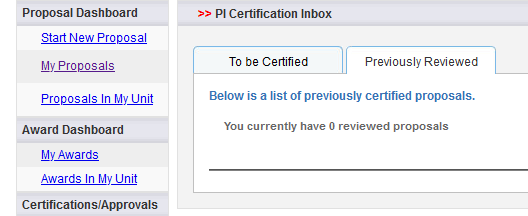 Proposal Dashboard
Start New Proposal
My Proposals
Proposals In My Unit
Award Dashboard
My Awards
Awards In My Unit
Certifications/Approvals
>> PI Certification Inbox
To be Certified
Previously Reviewed
Below is a list of previously certified proposals.
You currently have 0 reviewed proposals